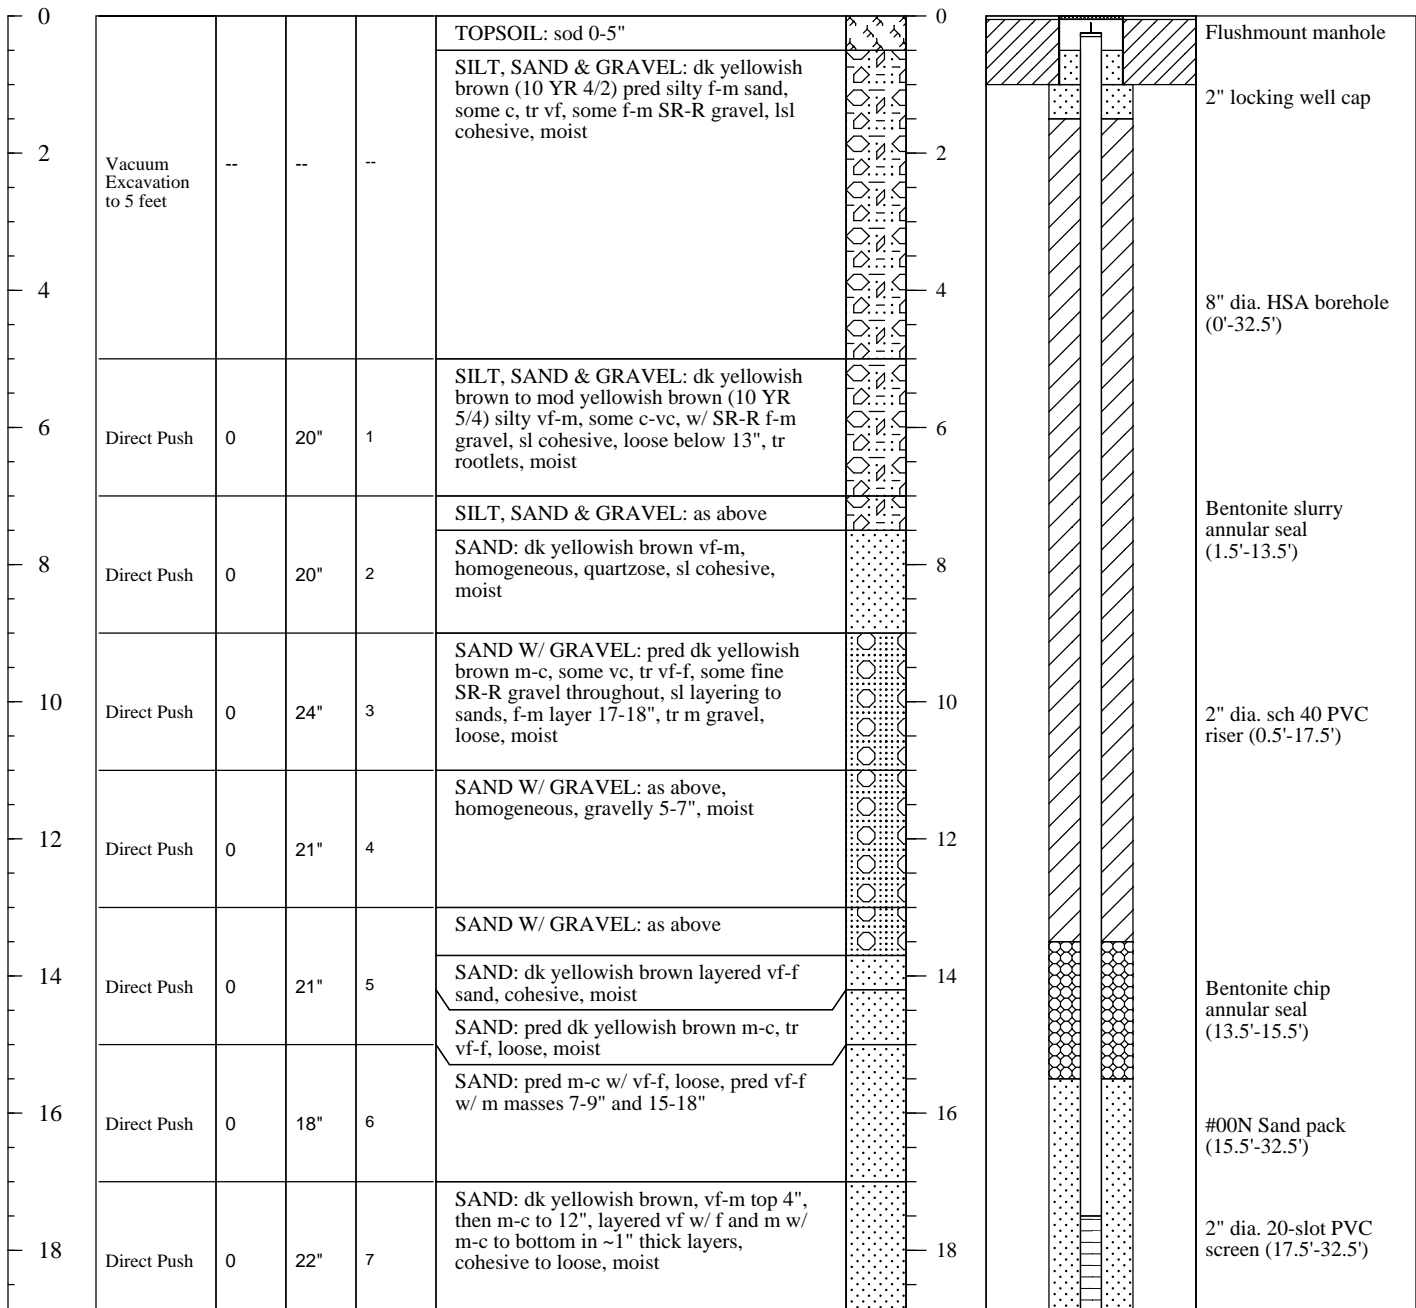 0
2
4
6
8
10
12
14
16
18
Vacuum
Excavation
to 5 feet
--
--
--
TOPSOIL: sod 0-5"
SILT, SAND & GRAVEL: dk yellowish
brown (10 YR 4/2) pred silty f-m sand,
some c, tr vf, some f-m SR-R gravel, lsl
cohesive, moist
Direct Push
0
20"
1
SILT, SAND & GRAVEL: dk yellowish
brown to mod yellowish brown (10 YR
5/4) silty vf-m, some c-vc, w/ SR-R f-m
gravel, sl cohesive, loose below 13", tr
rootlets, moist
Direct Push
0
20"
2
SILT, SAND & GRAVEL: as above
SAND: dk yellowish brown vf-m,
homogeneous, quartzose, sl cohesive,
moist
Direct Push
0
24"
3
SAND W/ GRAVEL: pred dk yellowish
brown m-c, some vc, tr vf-f, some fine
SR-R gravel throughout, sl layering to
sands, f-m layer 17-18", tr m gravel,
loose, moist
Direct Push
0
21"
4
SAND W/ GRAVEL: as above,
homogeneous, gravelly 5-7", moist
Direct Push
0
21"
5
SAND W/ GRAVEL: as above
SAND: dk yellowish brown layered vf-f
sand, cohesive, moist
SAND: pred dk yellowish brown m-c, tr
vf-f, loose, moist
Direct Push
0
18"
6
SAND: pred m-c w/ vf-f, loose, pred vf-f
w/ m masses 7-9" and 15-18"
Direct Push
0
22"
7
SAND: dk yellowish brown, vf-m top 4",
then m-c to 12", layered vf w/ f and m w/
m-c to bottom in ~1" thick layers,
cohesive to loose, moist
0
2
4
6
8
10
12
14
16
18
Flushmount manhole
2" locking well cap
8" dia. HSA borehole
(0'-32.5')
Bentonite slurry
annular seal
(1.5'-13.5')
2" dia. sch 40 PVC
riser (0.5'-17.5')
Bentonite chip
annular seal
(13.5'-15.5')
#00N Sand pack
(15.5'-32.5')
2" dia. 20-slot PVC
screen (17.5'-32.5')